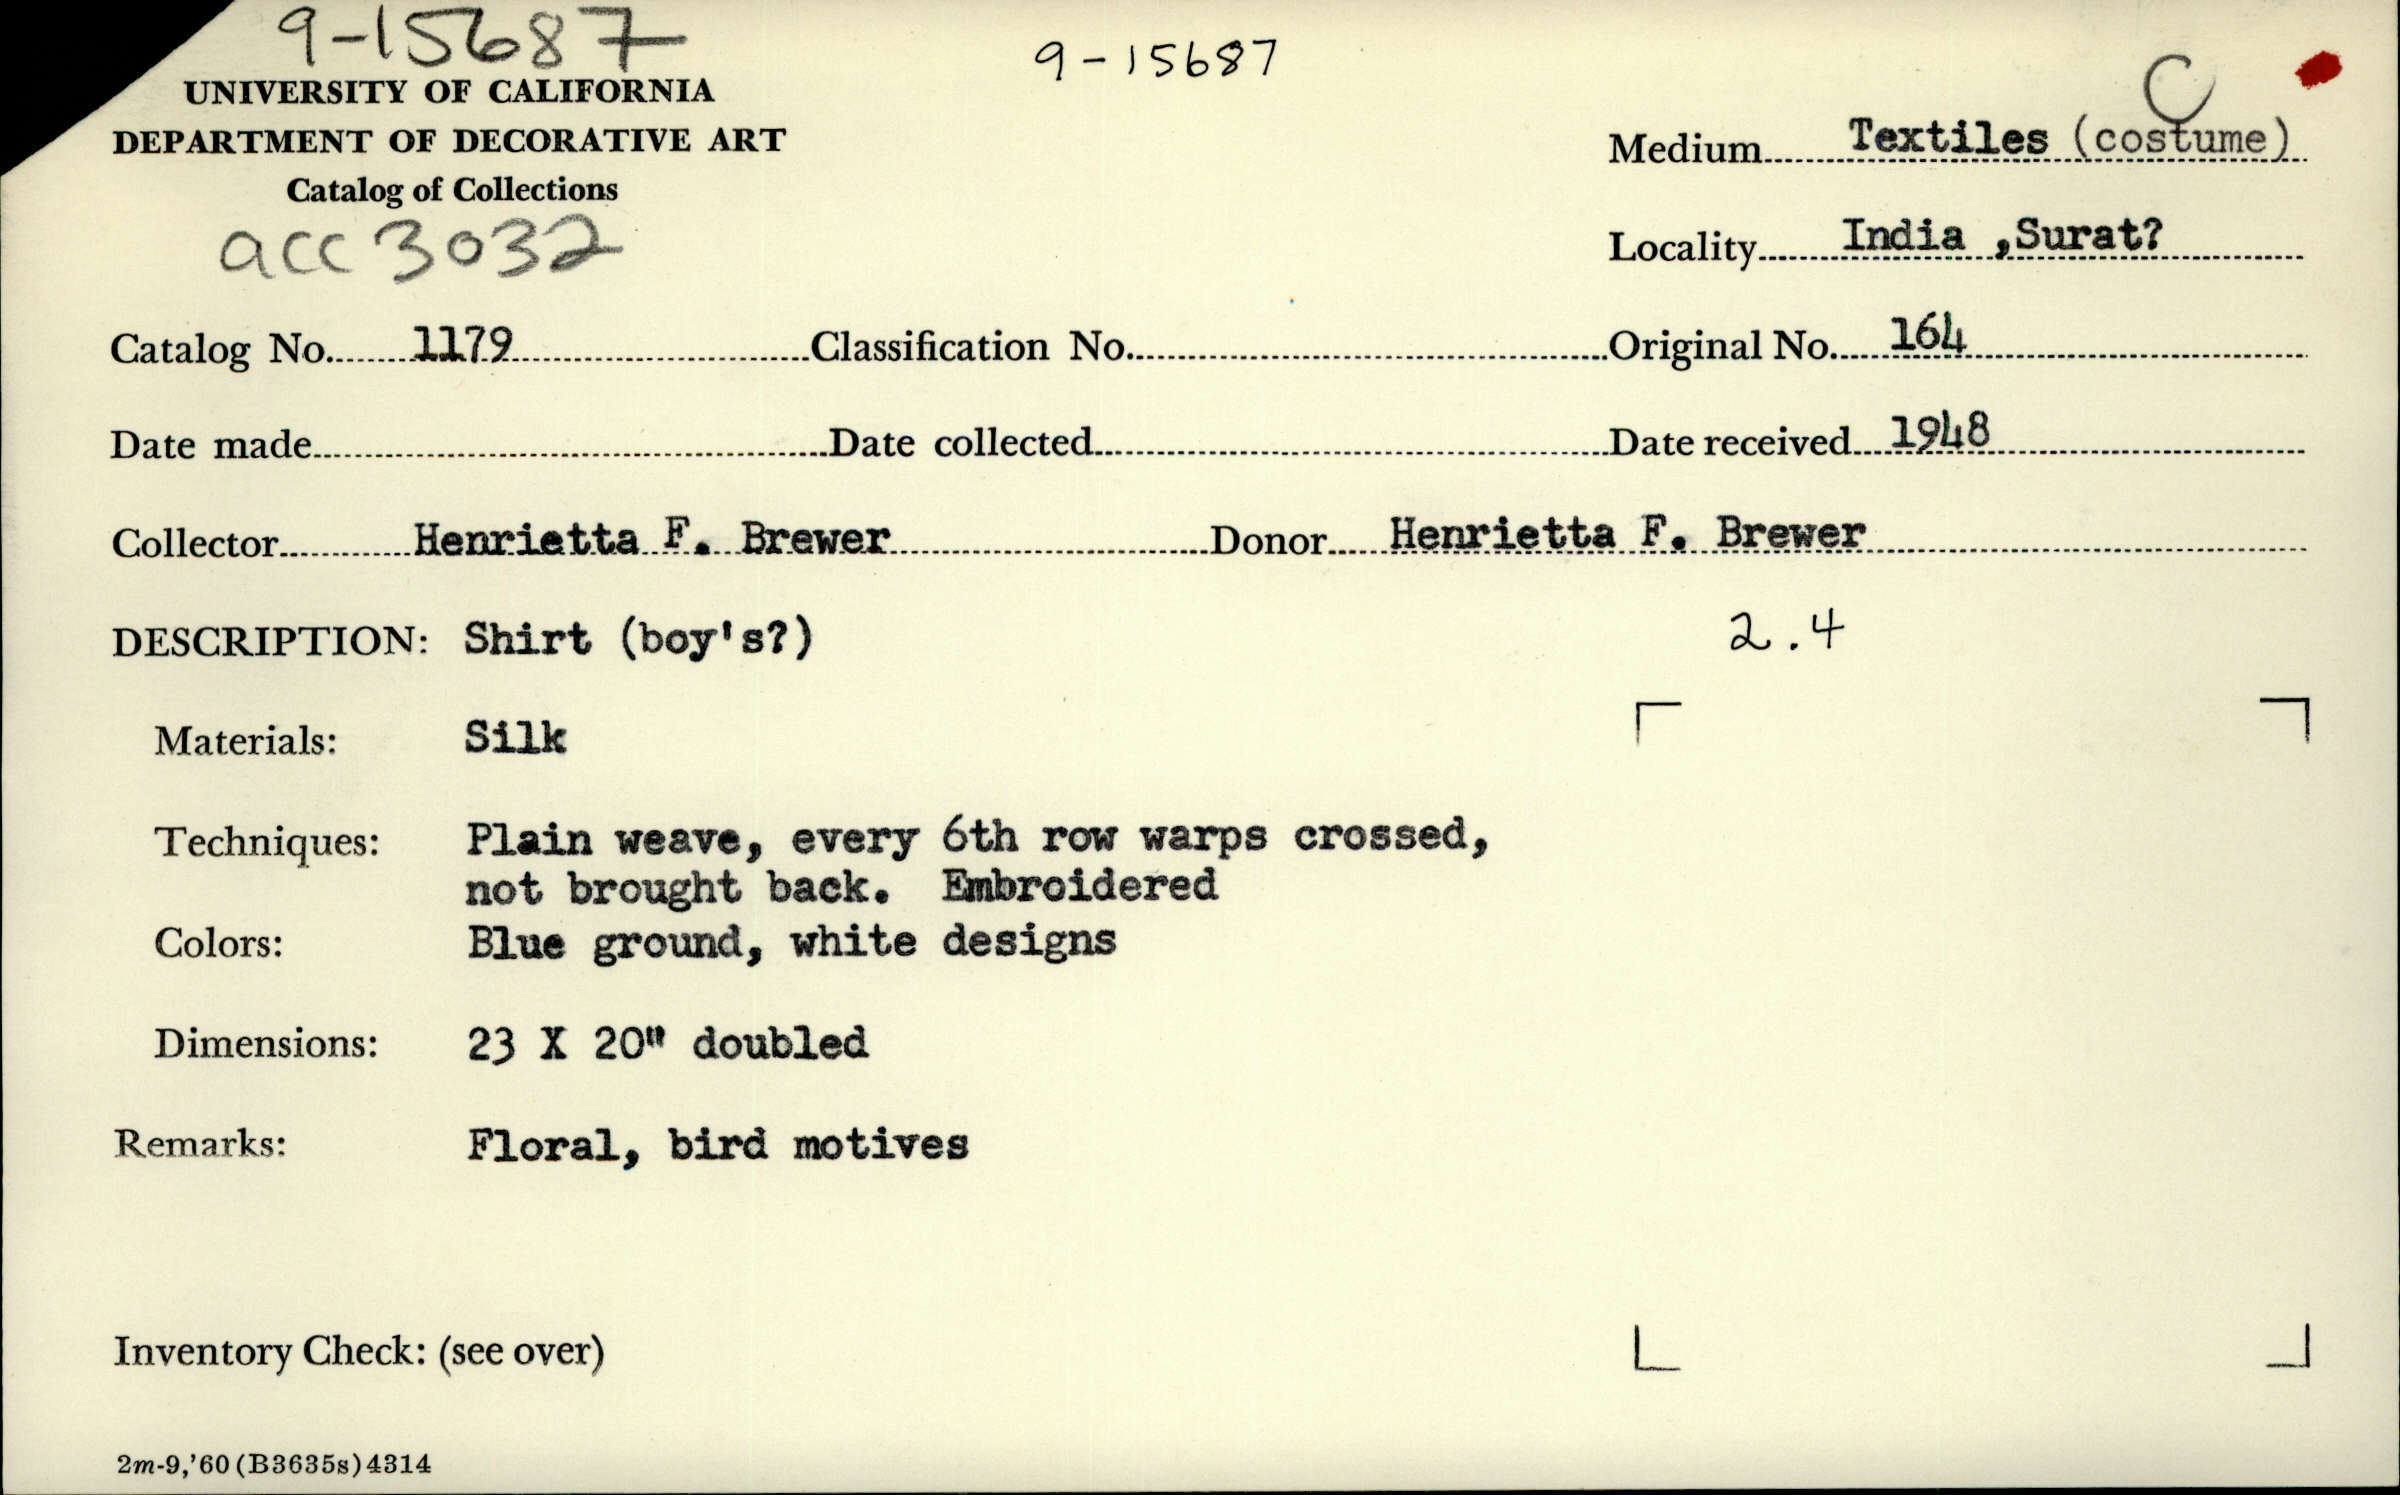 9-15687
9-15687
C
UNIVERSITY OF CALIFORNIA
DEPARTMENT OF DECORATIVE ART
Catalog of Collections
acc 3032
Medium Textiles (costume)
Locality India ,Surat?
Catalog No. 1179 Classification No. Original No. 164
Date made Date collected Date received 1948
Collector Henrietta F. Brewer Donor Henrietta F. Brewer
DESCRIPTION: Shirt (boy's?) 2.4
Materials: Silk
Techniques: Plain weave, every 6th row warps crossed,
not brought back. Embroidered
Colors: Blue ground, white designs
Dimensions: 23 X 20" doubled
Remarks: Floral, bird motives
Inventory Check: (see over)
2m-9,'60(B3635s)4314